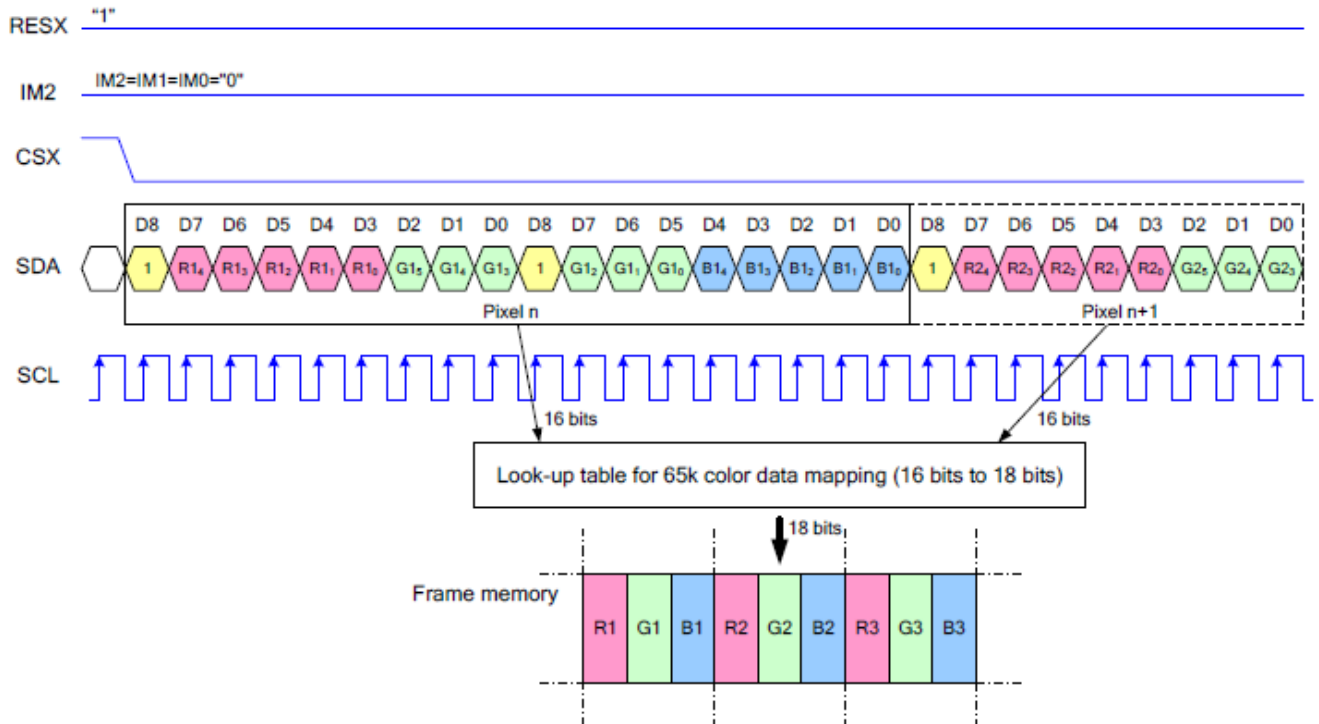 RESX "1"
IM2 IM2=IM1=IM0="0"
CSX
D8 D7 D6 D5 D4 D3 D2 D1 D0 D8 D7 D6 D5 D4 D3 D2 D1 D0 D8 D7 D6 D5 D4 D3 D2 D1 D0
SDA 1 R1₄ R1₃ R1₂ R1₁ R1₀ G1₅ G1₄ G1₃ 1 G1₂ G1₁ G1₀ B1₄ B1₃ B1₂ B1₁ B1₀ 1 R2₄ R2₃ R2₂ R2₁ R2₀ G2₅ G2₄ G2₃
Pixel n Pixel n+1
SCL
16 bits 16 bits
Look-up table for 65k color data mapping (16 bits to 18 bits)
18 bits
Frame memory
R1 G1 B1 R2 G2 B2 R3 G3 B3